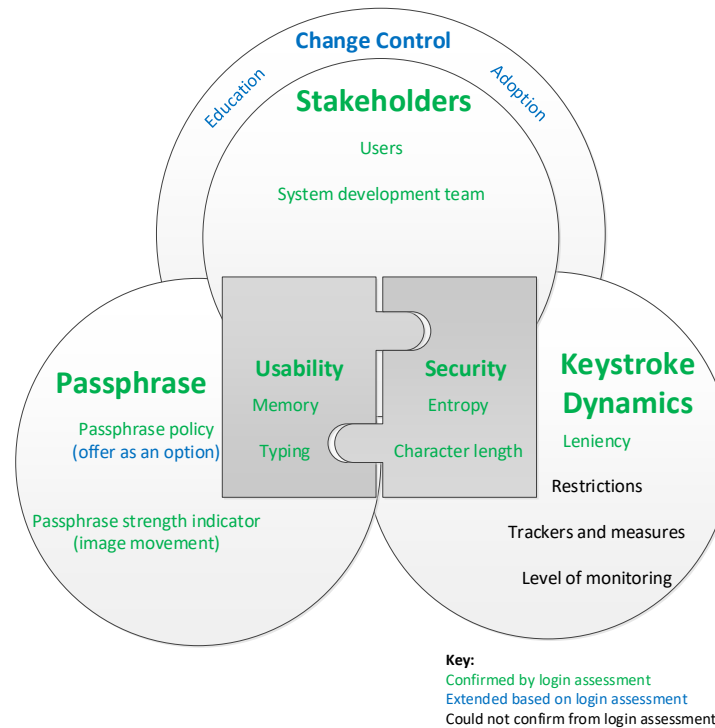 Change Control
Education
Adoption
Stakeholders
Users
System development team
Passphrase
Passphrase policy
(offer as an option)
Passphrase strength indicator
(image movement)
Usability
Memory
Typing
Security
Entropy
Character length
Keystroke
Dynamics
Leniency
Restrictions
Trackers and measures
Level of monitoring
Key:
Confirmed by login assessment
Extended based on login assessment
Could not confirm from login assessment